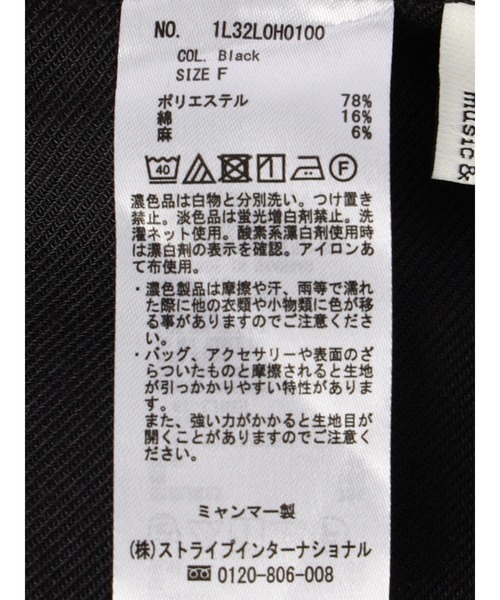 NO. 1L32L0H0100
COL. Black
SIZE F
ポリエステル 78%
綿 16%
麻 6%
40 F
濃色品は白物と分別洗い。つけ置き
禁止。淡色品は蛍光増白剤禁止。洗
濯ネット使用。酸素系漂白剤使用時
は漂白剤の表示を確認。アイロンあ
て布使用。
・濃色製品は摩擦や汗、雨等で濡れ
た際に他の衣類や小物類に色が移
る事がありますのでご注意くださ
い。
・バッグ、アクセサリーや表面のざ
らついたものと摩擦されると生地
が引っかかりやすい特性がありま
す。
また、強い力がかかると生地目が
開くことがありますのでご注意く
ださい。
ミャンマー製
(株)ストライプインターナショナル
0120-806-008
music &